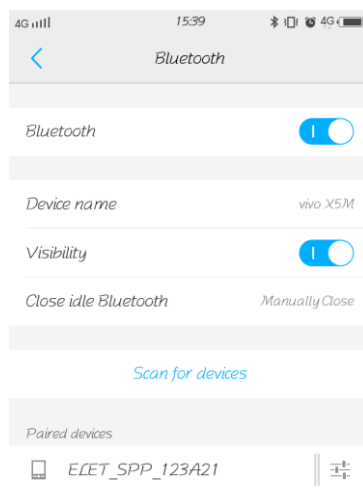 4G 15:39 4G
Bluetooth
Bluetooth
Device name vivo X5M
Visibility
Close idle Bluetooth Manually Close
Scan for devices
Paired devices
ELET_SPP_123A21